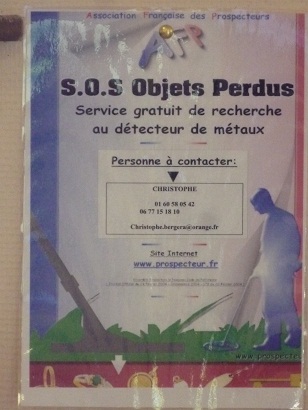 Association Française des Prospecteurs
AFP
S.O.S Objets Perdus
Service gratuit de recherche
au détecteur de métaux
Personne à contacter:
CHRISTOPHE
01 60 58 05 42
06 77 15 18 10
Christophe.bergera@orange.fr
Site Internet
www.prospecteur.fr
www.prospect